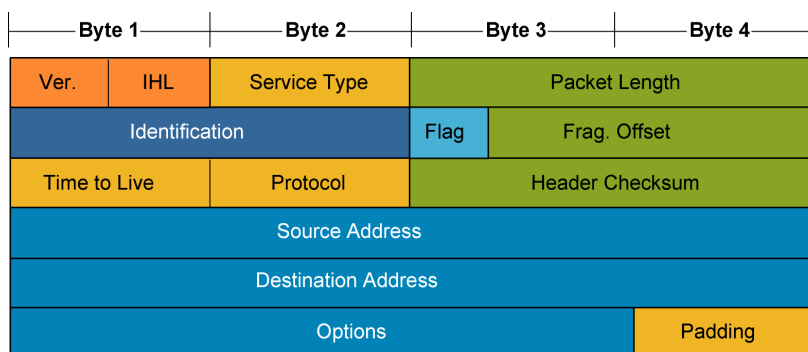 Byte 1 Byte 2 Byte 3 Byte 4
Ver. IHL Service Type Packet Length
Identification Flag Frag. Offset
Time to Live Protocol Header Checksum
Source Address
Destination Address
Options Padding